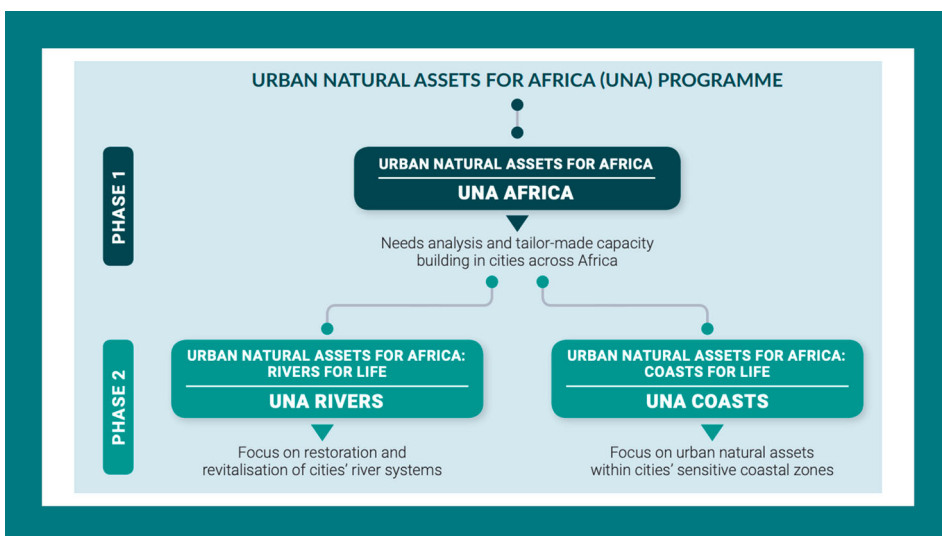 URBAN NATURAL ASSETS FOR AFRICA (UNA) PROGRAMME
PHASE 1
URBAN NATURAL ASSETS FOR AFRICA
UNA AFRICA
Needs analysis and tailor-made capacity
building in cities across Africa
PHASE 2
URBAN NATURAL ASSETS FOR AFRICA:
RIVERS FOR LIFE
UNA RIVERS
Focus on restoration and
revitalisation of cities’ river systems
URBAN NATURAL ASSETS FOR AFRICA:
COASTS FOR LIFE
UNA COASTS
Focus on urban natural assets
within cities’ sensitive coastal zones